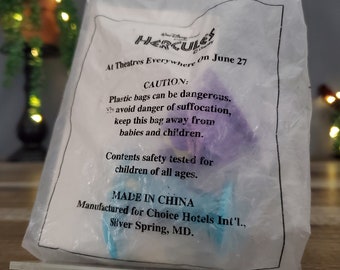 WALT DISNEY
HERCULES
At Theatres Everywhere on June 27
CAUTION:
Plastic bags can be dangerous.
To avoid danger of suffocation,
keep this bag away from
babies and children.
Contents safety tested for
children of all ages.
MADE IN CHINA
Manufactured for Choice Hotels Int'l.,
Silver Spring, MD.